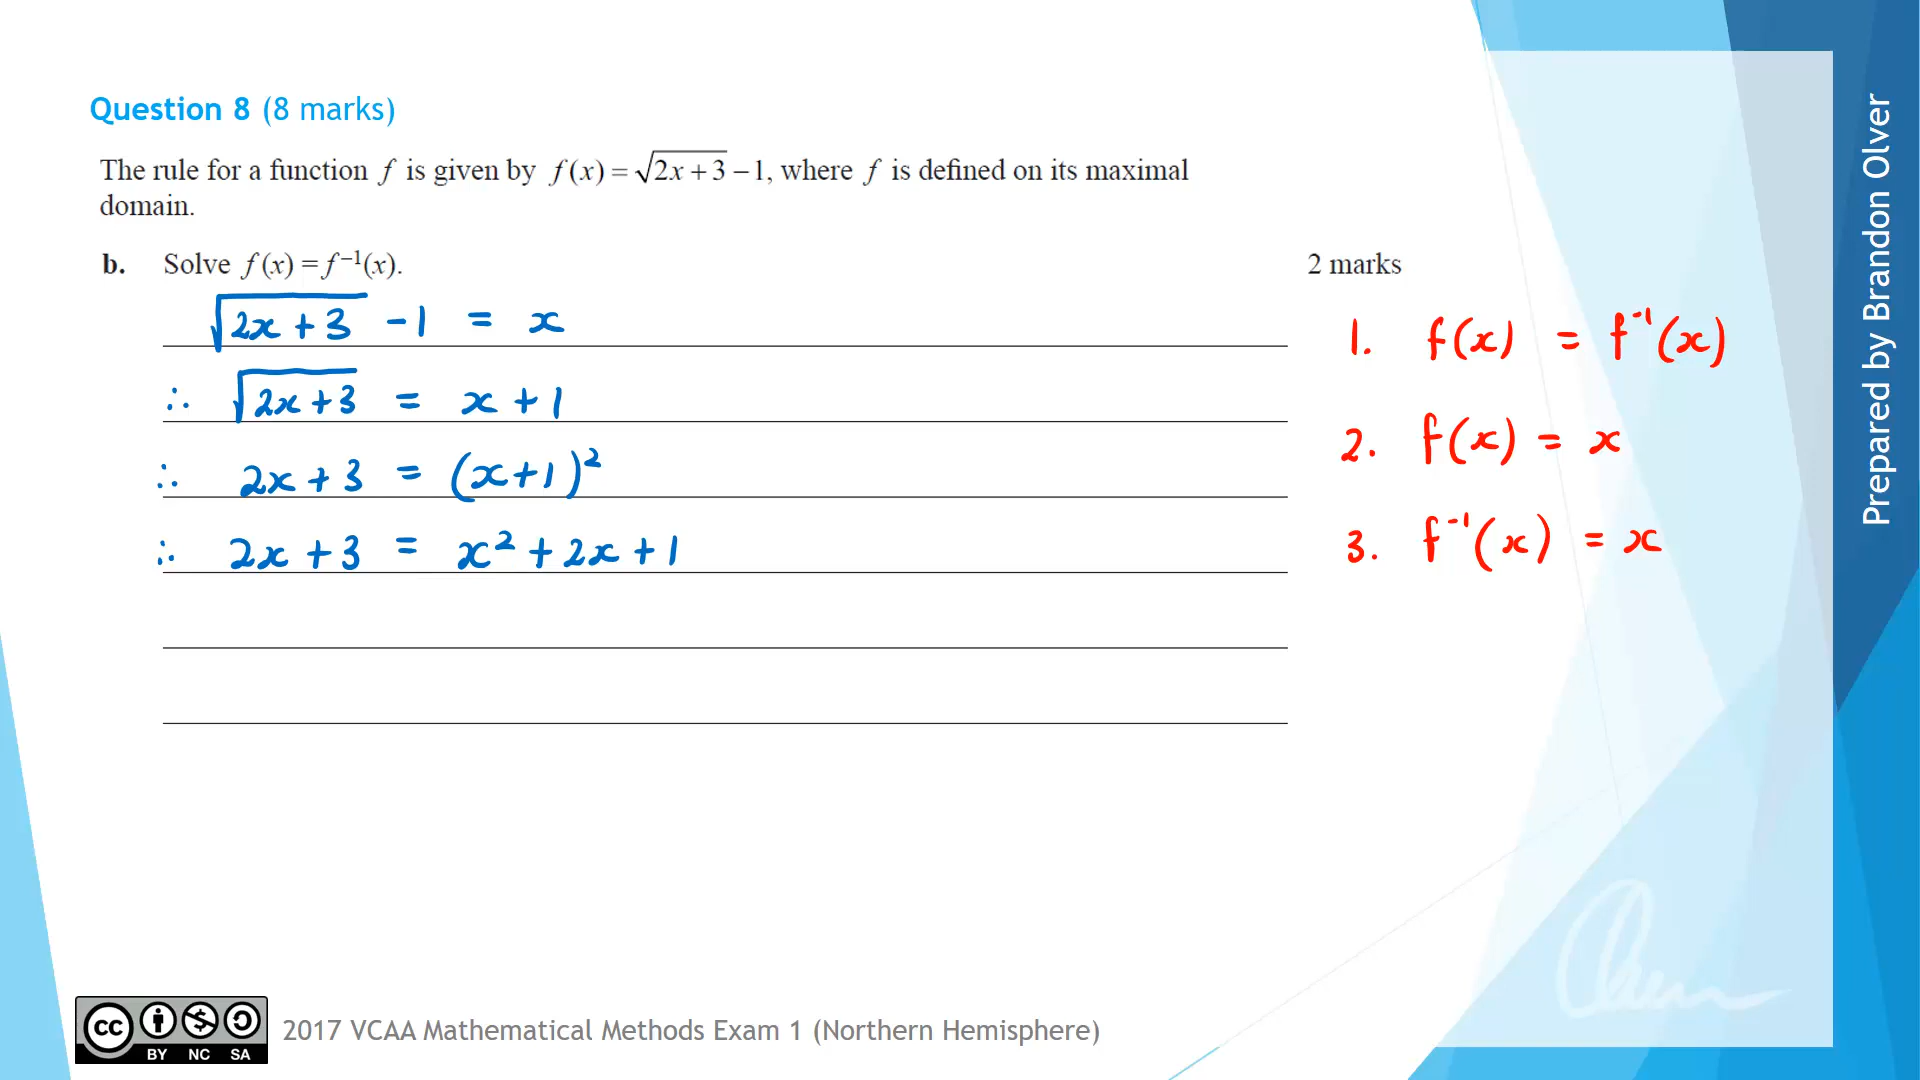 Question 8 (8 marks)
The rule for a function f is given by f(x) = √(2x + 3) − 1, where f is defined on its maximal
domain.
b. Solve f(x) = f⁻¹(x). 2 marks
√(2x + 3) - 1 = x
∴ √(2x + 3) = x + 1
∴ 2x + 3 = (x + 1)²
∴ 2x + 3 = x² + 2x + 1
1. f(x) = f⁻¹(x)
2. f(x) = x
3. f⁻¹(x) = x
Prepared by Brandon Olver
cc
BY NC SA
2017 VCAA Mathematical Methods Exam 1 (Northern Hemisphere)